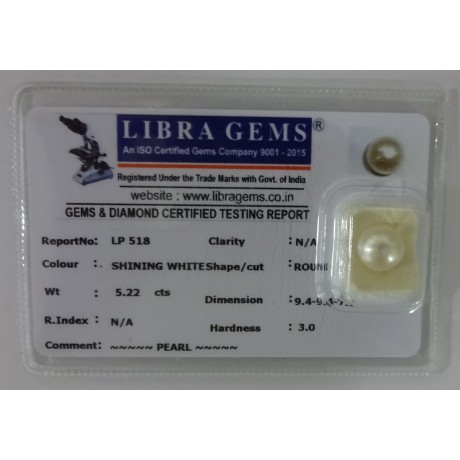 LIBRA GEMS®
An ISO Certified Gems Company 9001 - 2015
Registered Under the Trade Marks with Govt. of India
website : www.libragems.co.in
GEMS & DIAMOND CERTIFIED TESTING REPORT
ReportNo: LP 518 Clarity : N/A
Colour : SHINING WHITE Shape/cut : ROUN
Wt : 5.22 cts Dimension :
R.Index : N/A Hardness : 3.0
Comment: ~~~~~ PEARL ~~~~~